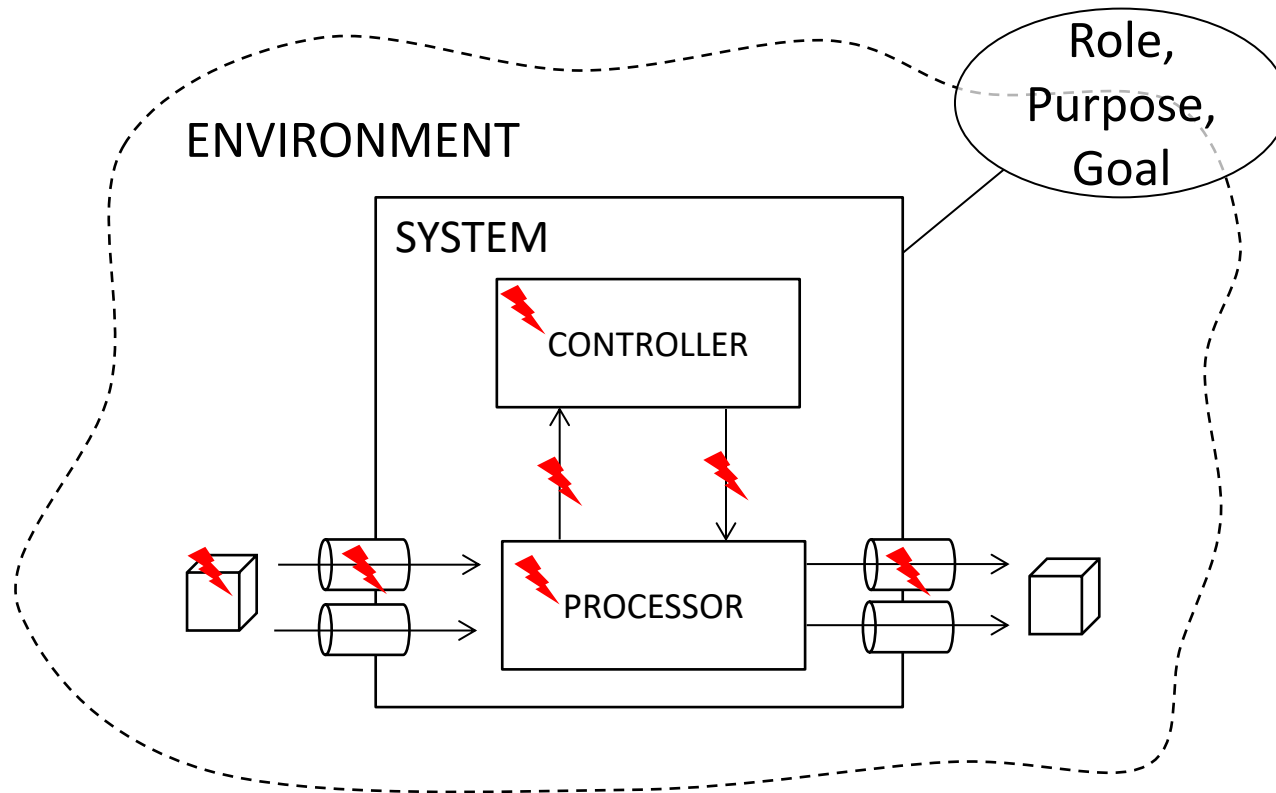 Role,
Purpose,
Goal
ENVIRONMENT
SYSTEM
CONTROLLER
PROCESSOR